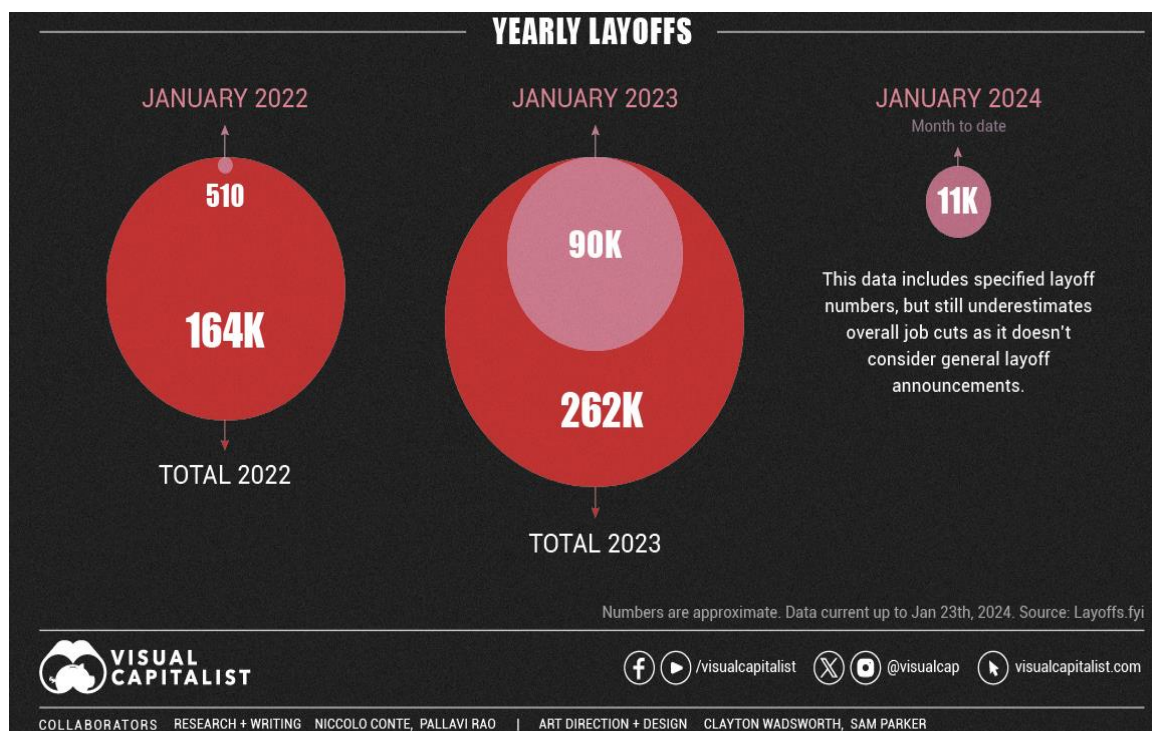 YEARLY LAYOFFS
JANUARY 2022
510
164K
TOTAL 2022
JANUARY 2023
90K
262K
TOTAL 2023
JANUARY 2024
Month to date
11K
This data includes specified layoff
numbers, but still underestimates
overall job cuts as it doesn't
consider general layoff
announcements.
Numbers are approximate. Data current up to Jan 23th, 2024. Source: Layoffs.fyi
VISUAL
CAPITALIST
/visualcapitalist
@visualcap
visualcapitalist.com
COLLABORATORS RESEARCH + WRITING NICCOLO CONTE, PALLAVI RAO | ART DIRECTION + DESIGN CLAYTON WADSWORTH, SAM PARKER